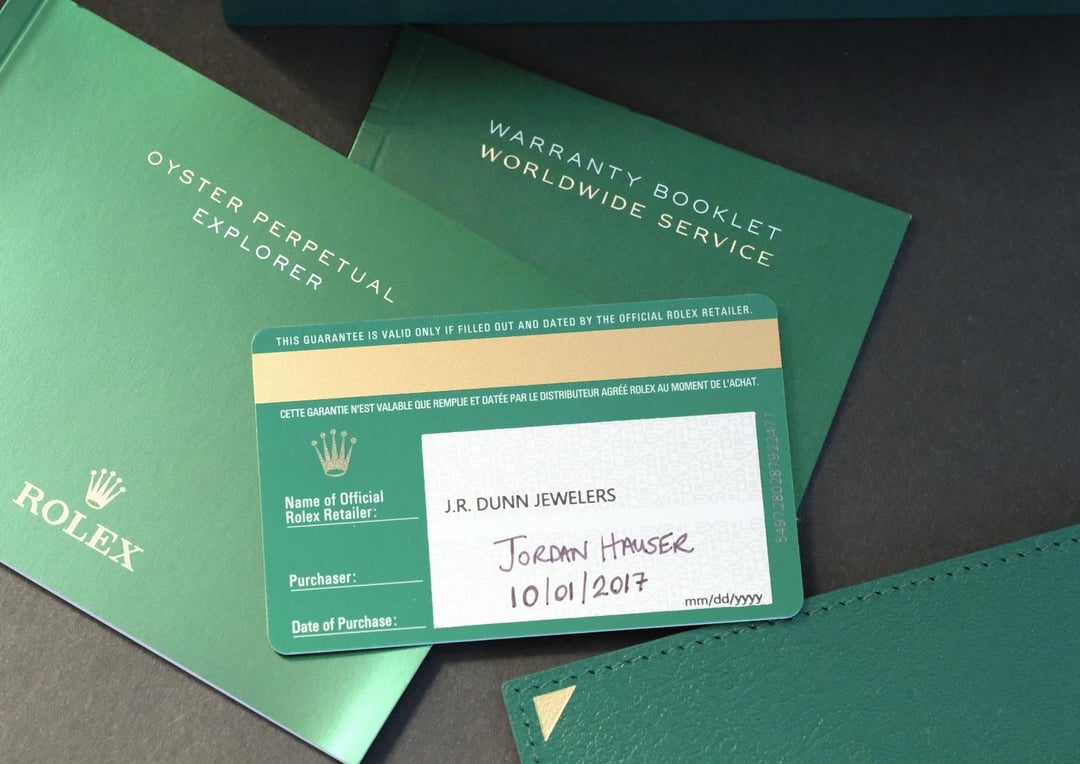 OYSTER PERPETUAL
EXPLORER
ROLEX
WARRANTY BOOKLET
WORLDWIDE SERVICE
THIS GUARANTEE IS VALID ONLY IF FILLED OUT AND DATED BY THE OFFICIAL ROLEX RETAILER.
CETTE GARANTIE N'EST VALABLE QUE REMPLIE ET DATÉE PAR LE DISTRIBUTEUR AGRÉÉ ROLEX AU MOMENT DE L'ACHAT.
Name of Official
Rolex Retailer:
J.R. DUNN JEWELERS
Purchaser:
JORDAN HAUSER
Date of Purchase:
10/01/2017
mm/dd/yyyy